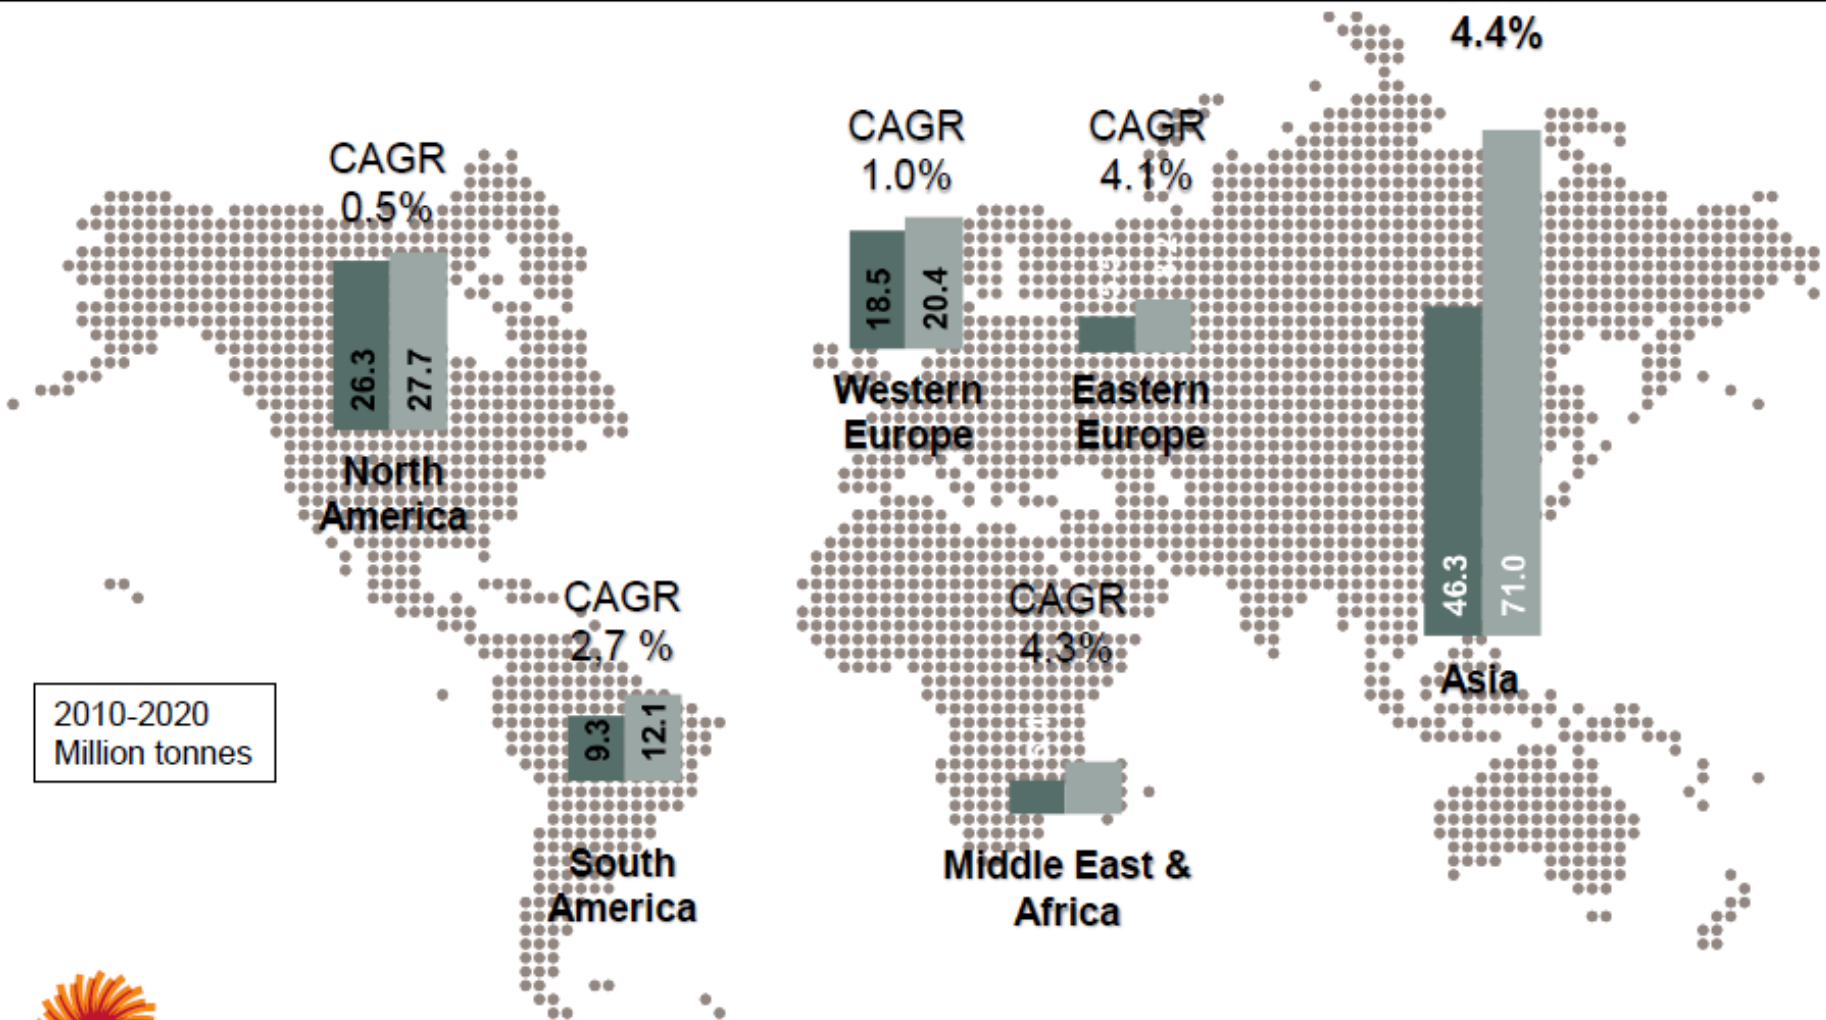 4.4%
CAGR
1.0%
CAGR
4.1%
CAGR
0.5%
18.5
20.4
8.2
26.3
27.7
Western
Europe
Eastern
Europe
North
America
46.3
71.0
CAGR
2,7 %
CAGR
4.3%
Asia
9.3
12.1
2010-2020
Million tonnes
South
America
Middle East &
Africa